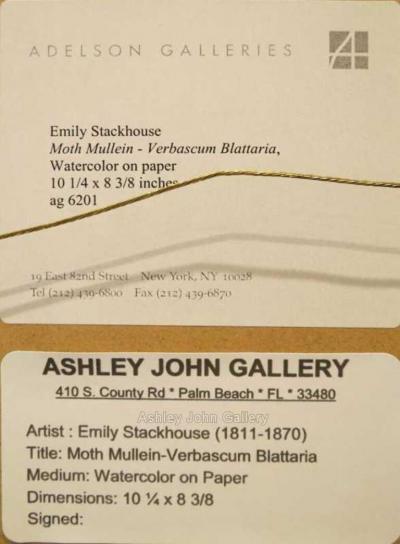 ADELSON GALLERIES
Emily Stackhouse
Moth Mullein - Verbascum Blattaria,
Watercolor on paper
10 1/4 x 8 3/8 inches
ag 6201
19 East 82nd Street New York, NY 10028
Tel (212) 439-6800 Fax (212) 439-6870
ASHLEY JOHN GALLERY
410 S. County Rd * Palm Beach * FL * 33480
Ashley John Gallery
Artist : Emily Stackhouse (1811-1870)
Title: Moth Mullein-Verbascum Blattaria
Medium: Watercolor on Paper
Dimensions: 10 ¼ x 8 3/8
Signed: